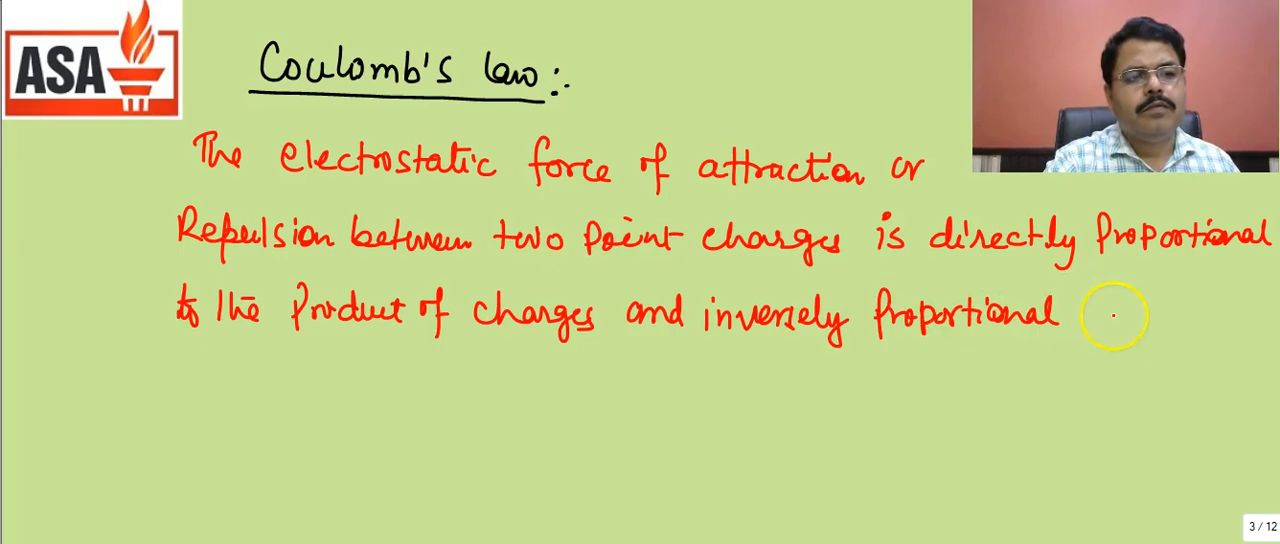 ASA
Coulomb's law:-
The electrostatic force of attraction or
Repulsion between two point charges is directly proportional
to the product of charges and inversely proportional
3 / 12